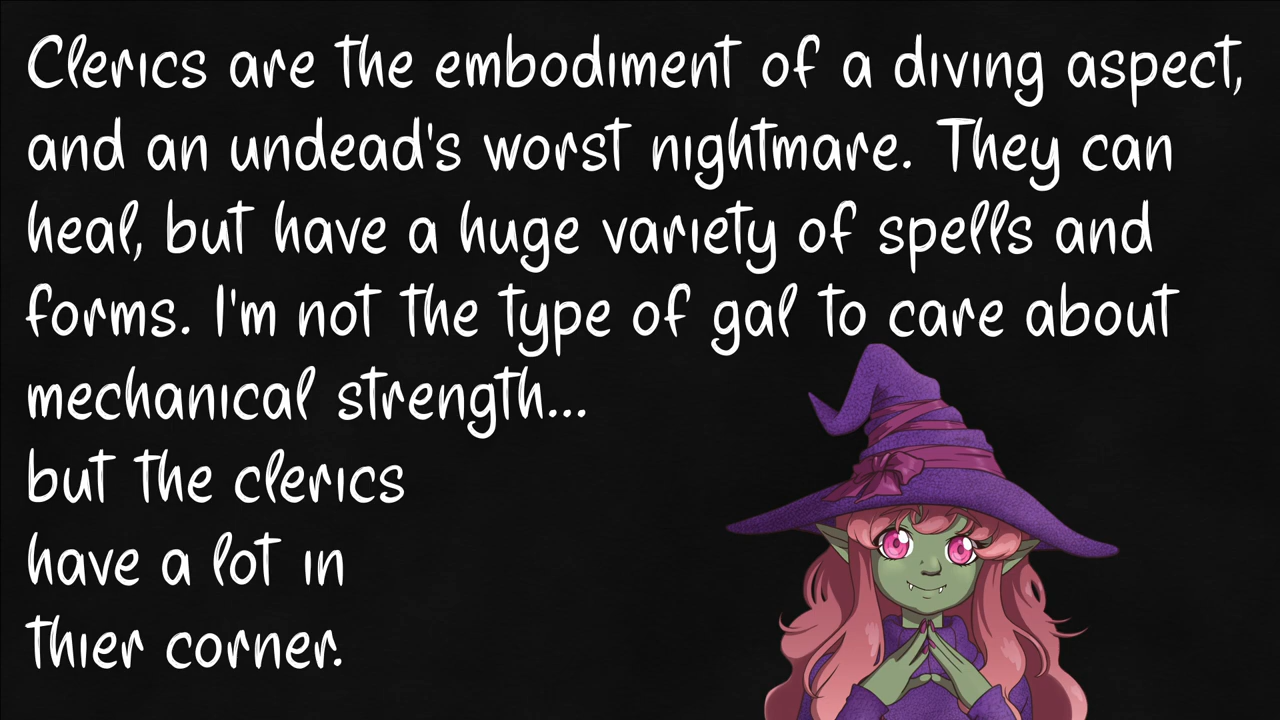 Clerics are the embodiment of a diving aspect,
and an undead's worst nightmare. They can
heal, but have a huge variety of spells and
forms. I'm not the type of gal to care about
mechanical strength...
but the clerics
have a lot in
thier corner.